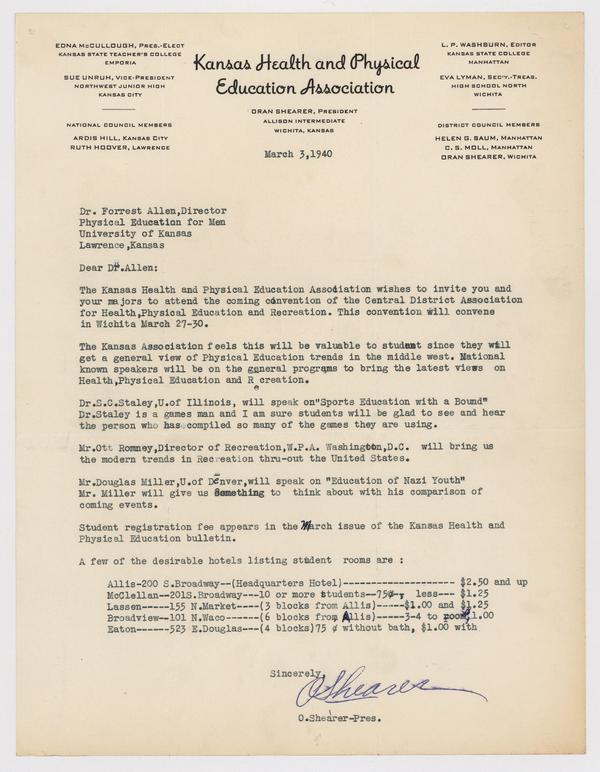 EDNA McCULLOUGH, PRES.-ELECT
KANSAS STATE TEACHER'S COLLEGE
EMPORIA
SUE UNRUH, VICE-PRESIDENT
NORTHWEST JUNIOR HIGH
KANSAS CITY
NATIONAL COUNCIL MEMBERS
ARDIS HILL, KANSAS CITY
RUTH HOOVER, LAWRENCE
Kansas Health and Physical
Education Association
ORAN SHEARER, PRESIDENT
ALLISON INTERMEDIATE
WICHITA, KANSAS
L. P. WASHBURN, EDITOR
KANSAS STATE COLLEGE
MANHATTAN
EVA LYMAN, SEC'Y.-TREAS.
HIGH SCHOOL NORTH
WICHITA
DISTRICT COUNCIL MEMBERS
HELEN G. SAUM, MANHATTAN
C. S. MOLL, MANHATTAN
ORAN SHEARER, WICHITA
March 3,1940
Dr. Forrest Allen,Director
Physical Education for Men
University of Kansas
Lawrence,Kansas
Dear Dr.Allen:
The Kansas Health and Physical Education Association wishes to invite you and
your majors to attend the coming convention of the Central District Association
for Health,Physical Education and Recreation. This convention will convene
in Wichita March 27-30.
The Kansas Association feels this will be valuable to student since they will
get a general view of Physical Education trends in the middle west. National
known speakers will be on the general programs to bring the latest views on
Health,Physical Education and Recreation.
Dr.S.C.Staley,U.of Illinois, will speak on"Sports Education with a Bound"
Dr.Staley is a games man and I am sure students will be glad to see and hear
the person who has compiled so many of the games they are using.
Mr.Ott Romney,Director of Recreation,W.P.A. Washington,D.C. will bring us
the modern trends in Recreation thru-out the United States.
Mr.Douglas Miller,U.of Denver,will speak on "Education of Nazi Youth"
Mr. Miller will give us Something to think about with his comparison of
coming events.
Student registration fee appears in the March issue of the Kansas Health and
Physical Education bulletin.
A few of the desirable hotels listing student rooms are :
Allis-200 S.Broadway--(Headquarters Hotel)------------------- $2.50 and up
McClellan--201S.Broadway---10 or more students--75¢-, less--- $1.25
Lassen-----155 N.Market----(3 blocks from Allis)-----$1.00 and $1.25
Broadview--101 N.Waco------(6 blocks from Allis)-----3-4 to room,1.00
Eaton------523 E.Douglas---(4 blocks)75 ¢ without bath, $1.00 with
Sincerely
OShearer
O.Shearer-Pres.